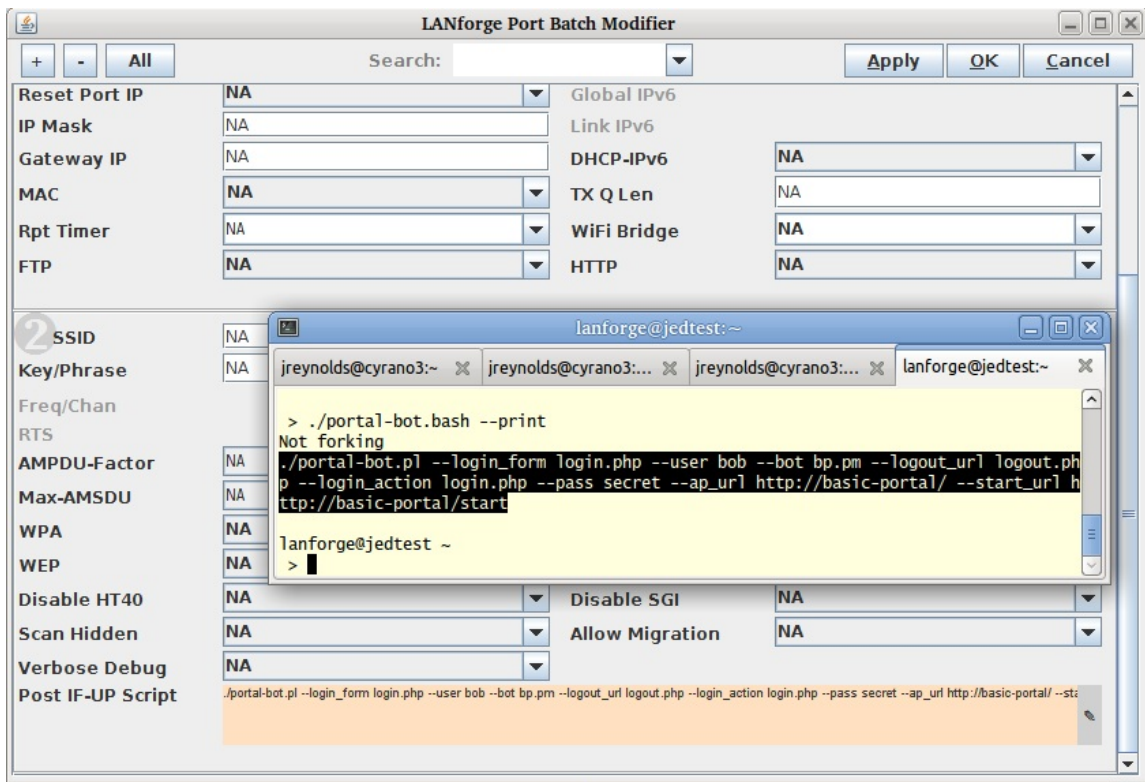 LANforge Port Batch Modifier
+ - All Search: Apply OK Cancel
Reset Port IP NA Global IPv6
IP Mask NA Link IPv6
Gateway IP NA DHCP-IPv6 NA
MAC NA TX Q Len NA
Rpt Timer NA WiFi Bridge NA
FTP NA HTTP NA
2
SSID NA
Key/Phrase NA
Freq/Chan
RTS
AMPDU-Factor NA
Max-AMSDU NA
WPA NA
WEP NA
lanforge@jedtest:~
jreynolds@cyrano3:~ jreynolds@cyrano3:... jreynolds@cyrano3:... lanforge@jedtest:~
> ./portal-bot.bash --print
Not forking
./portal-bot.pl --login_form login.php --user bob --bot bp.pm --logout_url logout.ph
p --login_action login.php --pass secret --ap_url http://basic-portal/ --start_url h
ttp://basic-portal/start
lanforge@jedtest ~
>
Disable HT40 NA Disable SGI NA
Scan Hidden NA Allow Migration NA
Verbose Debug NA
Post IF-UP Script ./portal-bot.pl --login_form login.php --user bob --bot bp.pm --logout_url logout.php --login_action login.php --pass secret --ap_url http://basic-portal/ --sta